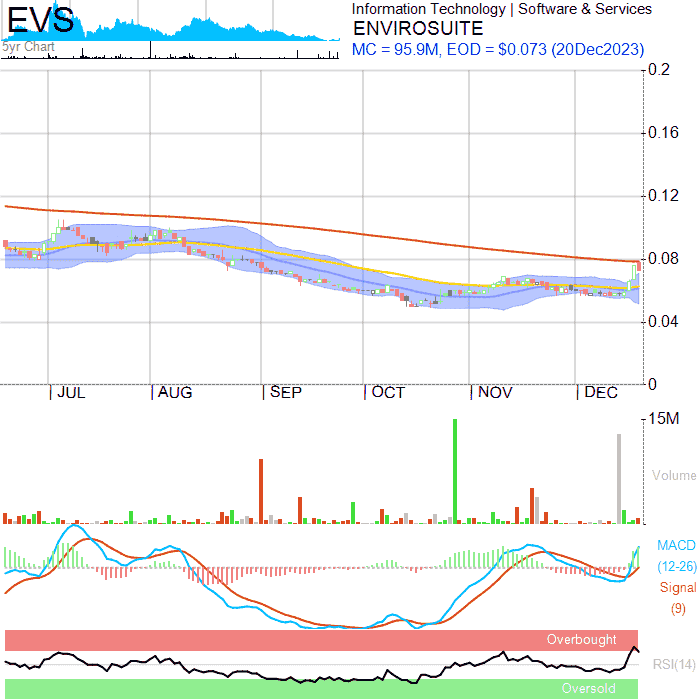 EVS
5yr Chart
Information Technology | Software & Services
ENVIROSUITE
MC = 95.9M, EOD = $0.073 (20Dec2023)
0.2
0.16
0.12
0.08
0.04
0
JUL AUG SEP OCT NOV DEC
15M
Volume
MACD
(12-26)
Signal
(9)
Overbought
RSI(14)
Oversold